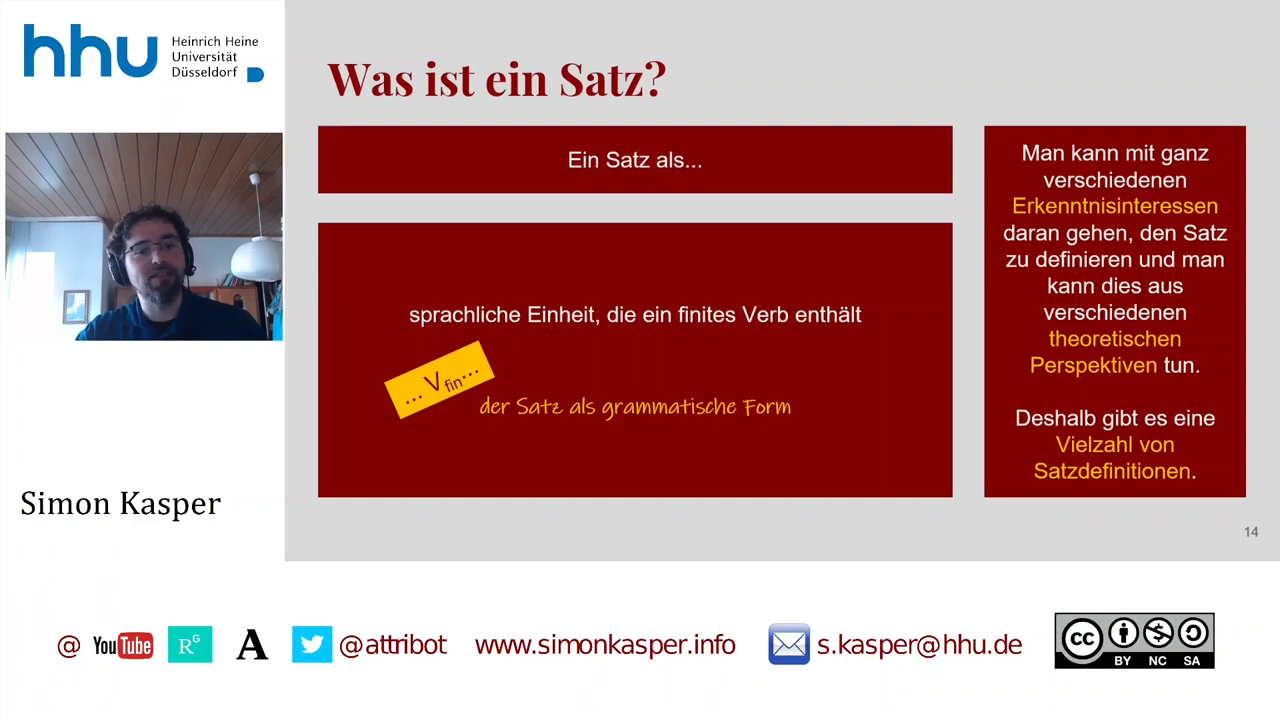 hhu
Heinrich Heine
Universität
Düsseldorf
Simon Kasper
Was ist ein Satz?
Ein Satz als...
sprachliche Einheit, die ein finites Verb enthält
... Vfin...
der Satz als grammatische Form
Man kann mit ganz
verschiedenen
Erkenntnisinteressen
daran gehen, den Satz
zu definieren und man
kann dies aus
verschiedenen
theoretischen
Perspektiven tun.
Deshalb gibt es eine
Vielzahl von
Satzdefinitionen.
14
@ YouTube RG A @attribot www.simonkasper.info s.kasper@hhu.de
cc BY NC SA